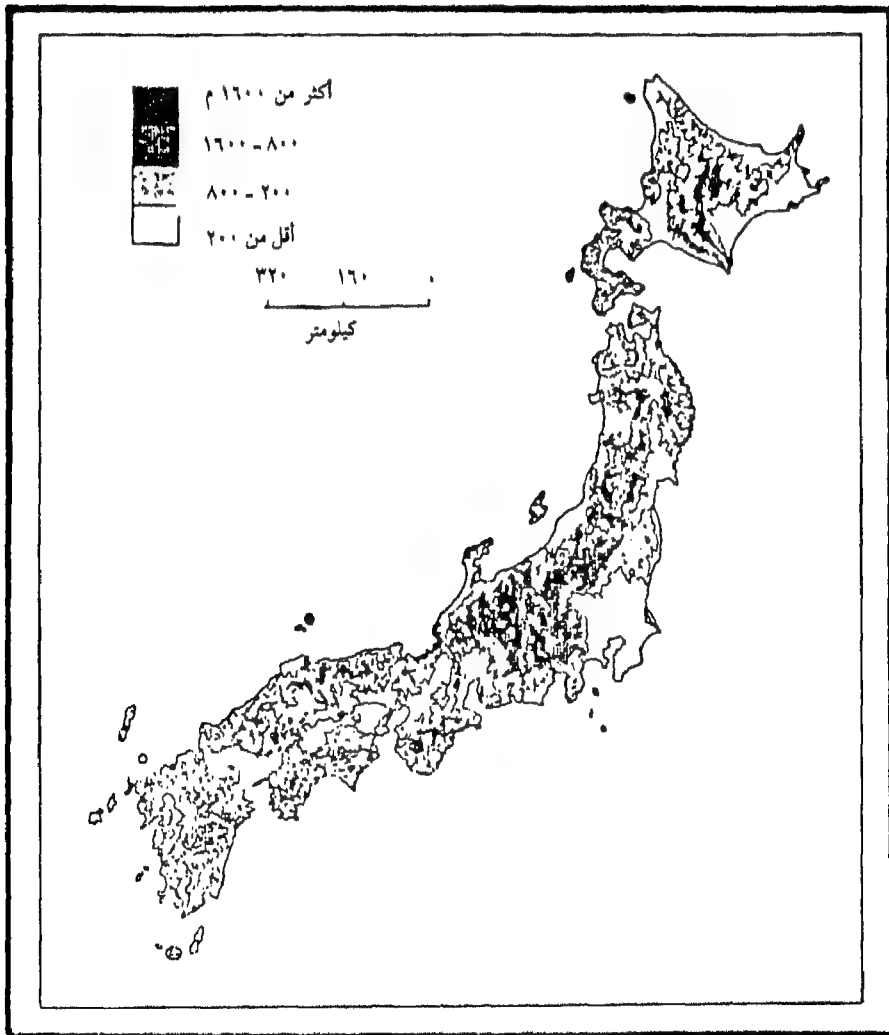 أكثر من ١٦٠٠ م
٨٠٠ - ١٦٠٠
٢٠٠ - ٨٠٠
أقل من ٢٠٠
٣٢٠ ١٦٠ ٠
كيلومتر